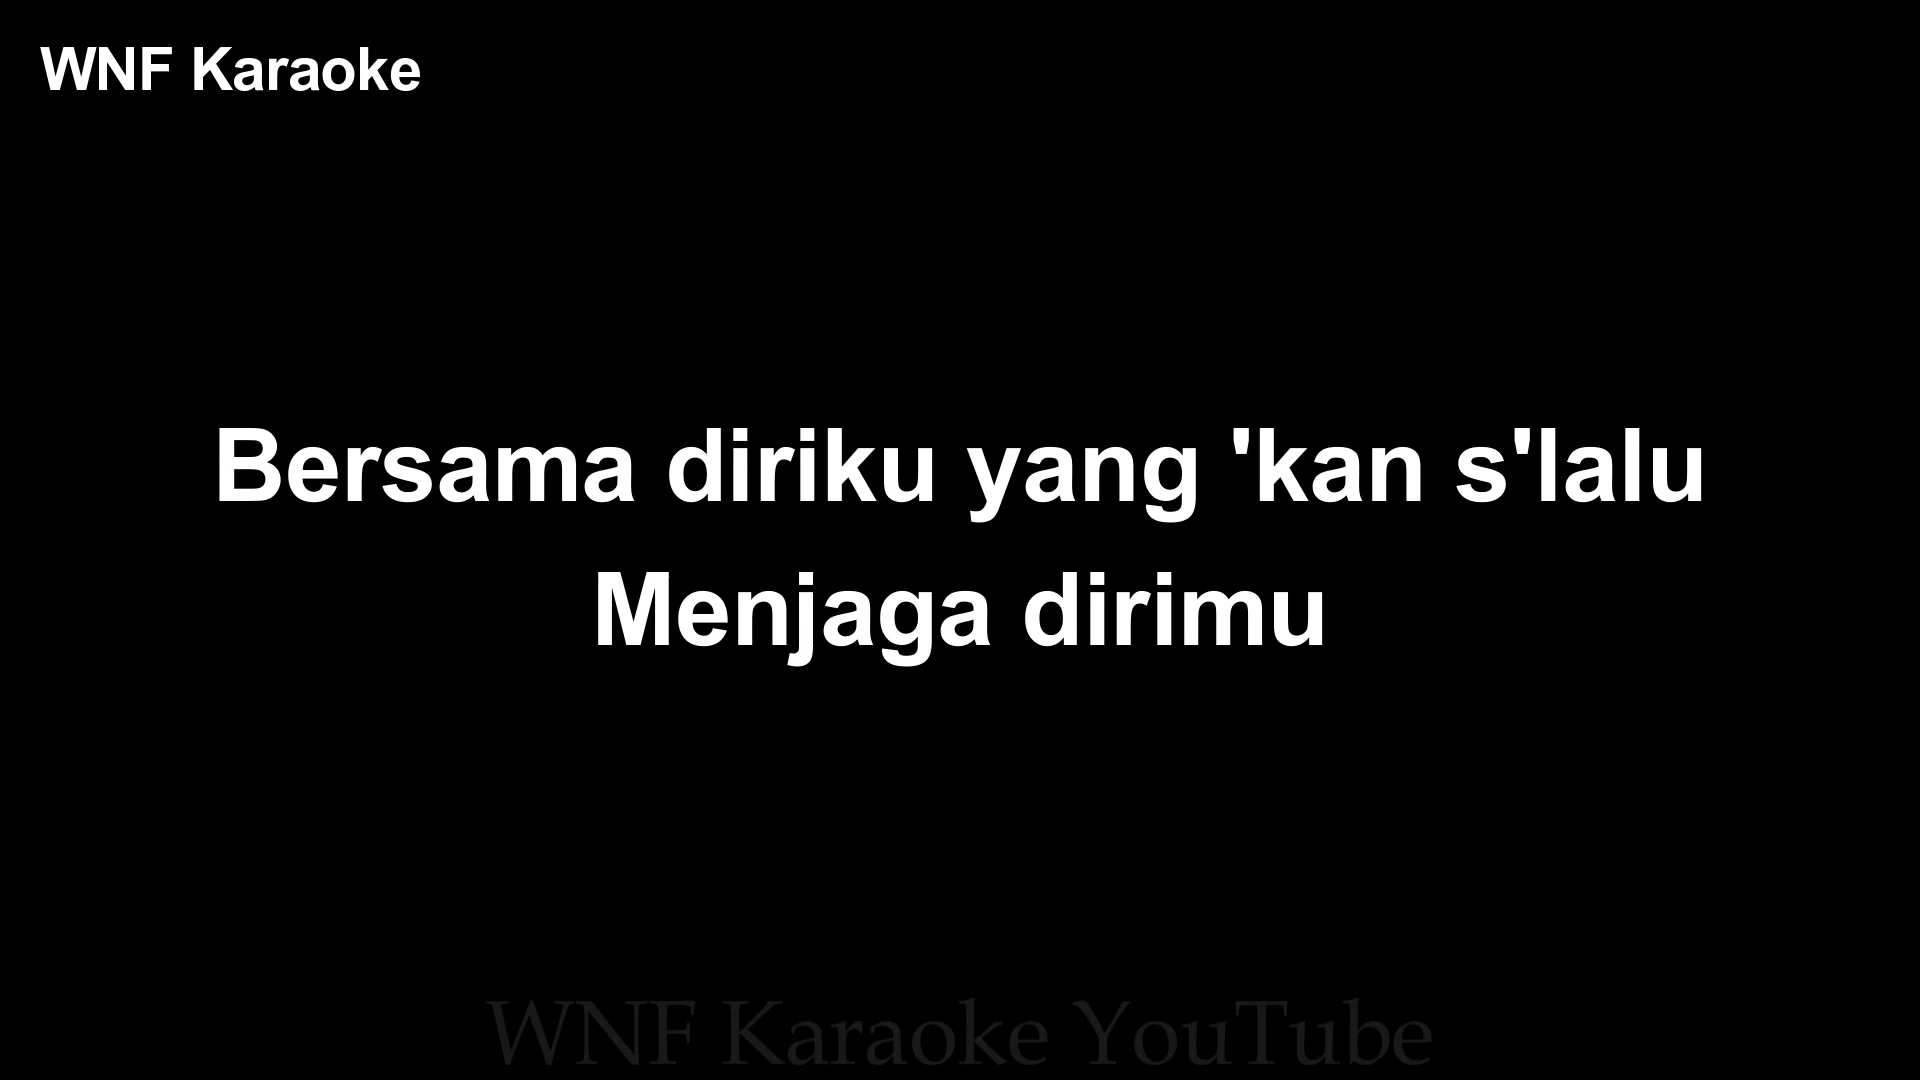 WNF Karaoke
Bersama diriku yang 'kan s'lalu
Menjaga dirimu
WNF Karaoke YouTube